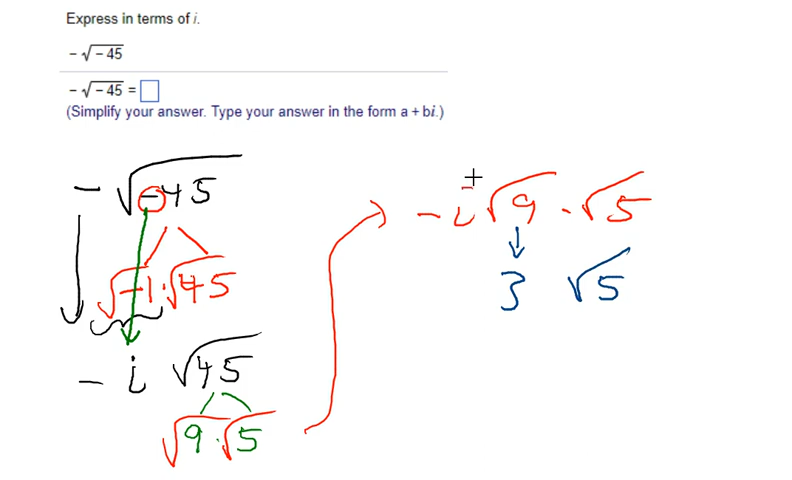 Express in terms of i.
-√-45
-√-45 =
(Simplify your answer. Type your answer in the form a + bi.)
-√-45
√-1·√45
- i √45
√9·√5
- i √9 · √5
3 √5